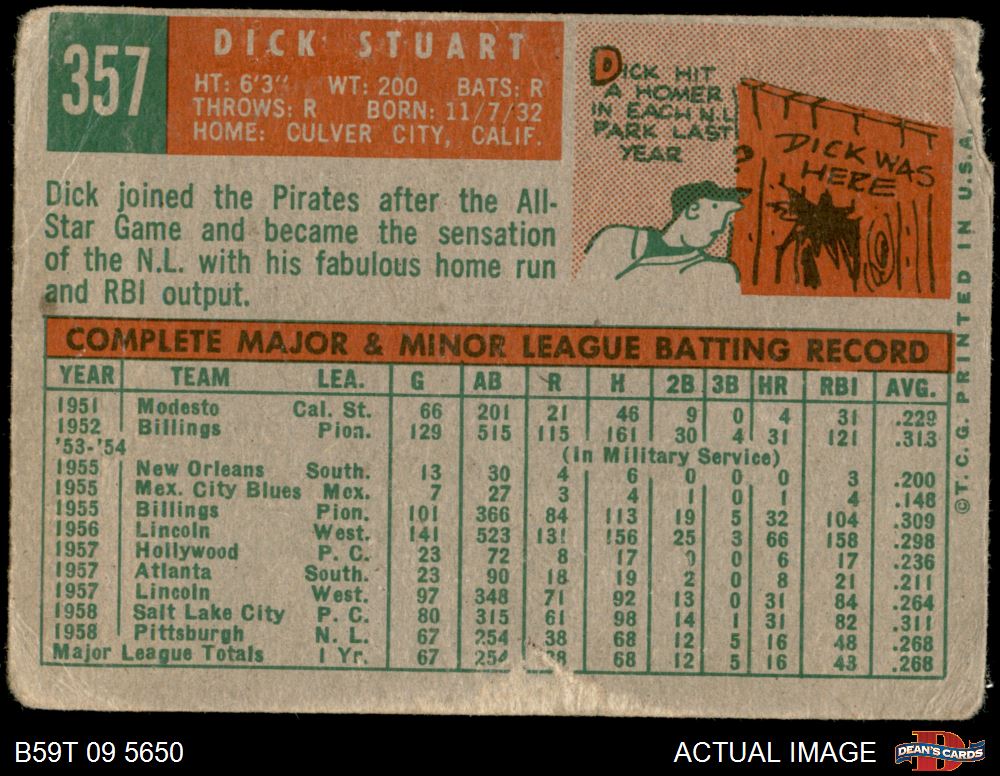 357
DICK STUART
HT: 6'3" WT: 200 BATS: R
THROWS: R BORN: 11/7/32
HOME: CULVER CITY, CALIF.
DICK HIT
A HOMER
IN EACH N.L.
PARK LAST
YEAR
?
DICK WAS
HERE
Dick joined the Pirates after the All-
Star Game and became the sensation
of the N.L. with his fabulous home run
and RBI output.
COMPLETE MAJOR & MINOR LEAGUE BATTING RECORD
YEAR TEAM LEA. G AB R H 2B 3B HR RBI AVG.
1951 Modesto Cal. St. 66 201 21 46 9 0 4 31 .229
1952 Billings Pion. 129 515 115 161 30 4 31 121 .313
'53-'54 (In Military Service)
1955 New Orleans South. 13 30 4 6 0 0 0 3 .200
1955 Mex. City Blues Mex. 7 27 3 4 1 0 1 4 .148
1955 Billings Pion. 101 366 84 113 19 5 32 104 .309
1956 Lincoln West. 141 523 131 156 25 3 66 158 .298
1957 Hollywood P. C. 23 72 8 17 0 6 17 .236
1957 Atlanta South. 23 90 18 19 2 0 8 21 .211
1957 Lincoln West. 97 348 71 92 13 0 31 84 .264
1958 Salt Lake City P. C. 80 315 61 98 14 1 31 82 .311
1958 Pittsburgh N. L. 67 254 38 68 12 5 16 48 .268
Major League Totals 1 Yr. 67 254 38 68 12 5 16 48 .268
©T.C.G. PRINTED IN U.S.A.
B59T 09 5650
ACTUAL IMAGE
DEAN'S CARDS